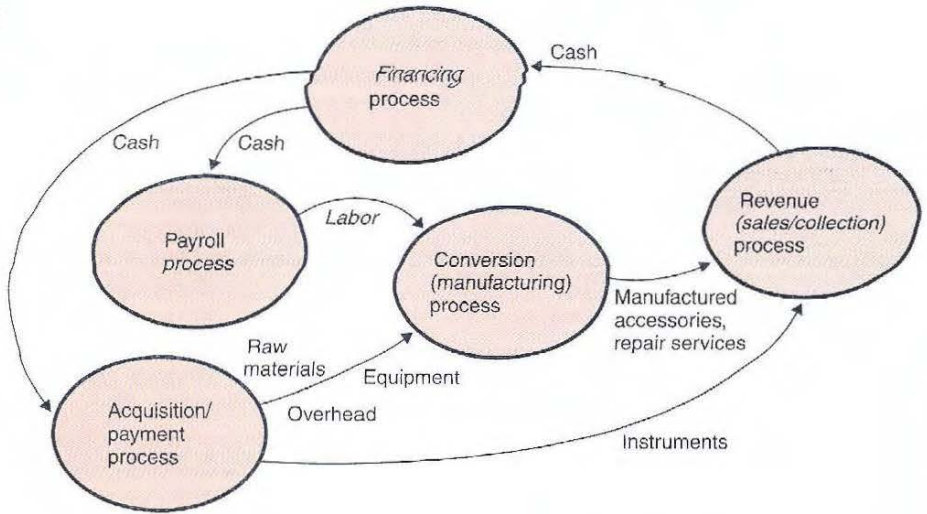 Cash
Financing
process
Cash
Cash
Payroll
process
Labor
Revenue
(sales/collection)
process
Conversion
(manufacturing)
process
Manufactured
accessories,
repair services
Raw
materials
Equipment
Overhead
Acquisition/
payment
process
Instruments